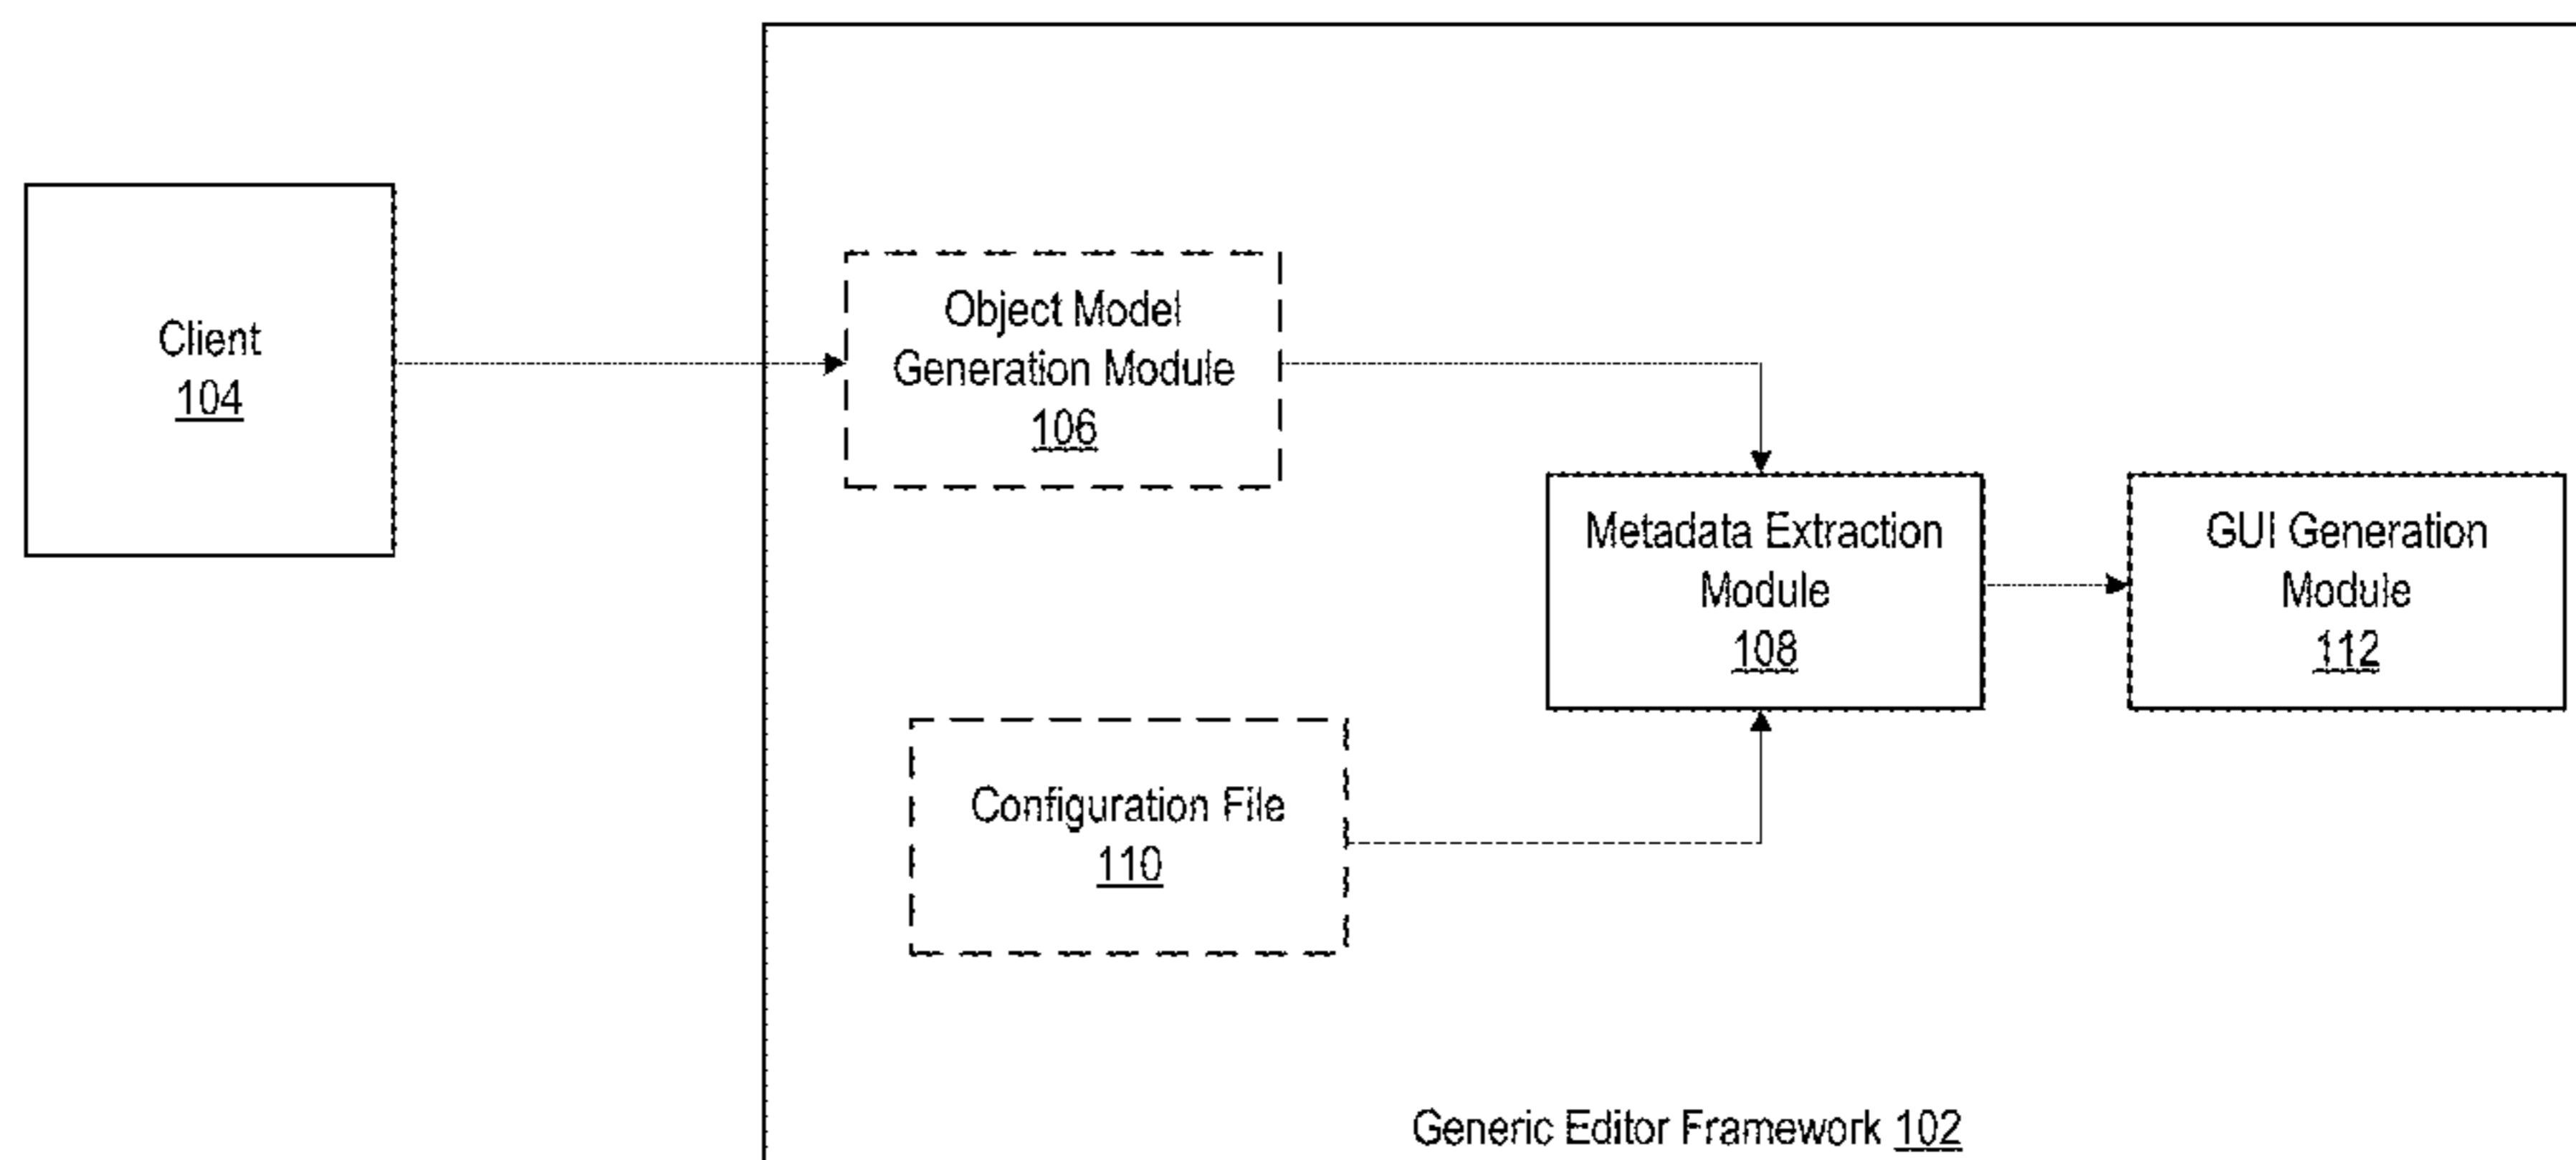 Client
104
Object Model
Generation Module
106
Metadata Extraction
Module
108
GUI Generation
Module
112
Configuration File
110
Generic Editor Framework 102